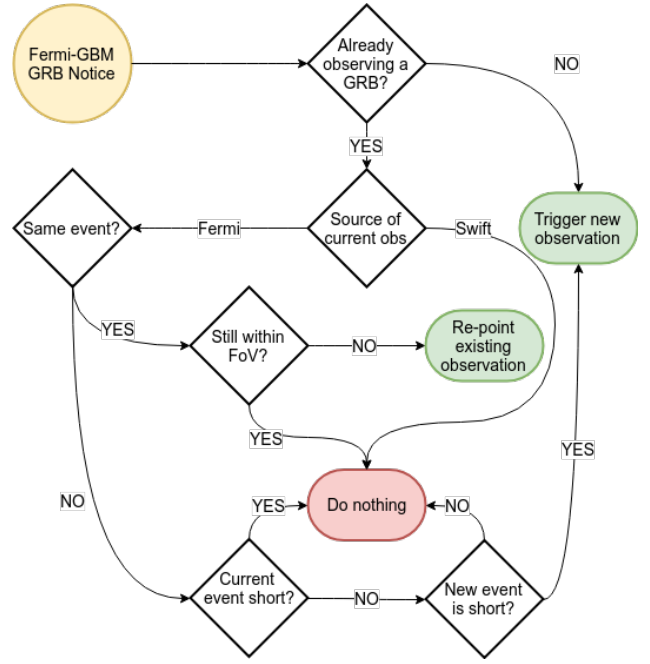 Fermi-GBM
GRB Notice
Already
observing a
GRB?
NO
YES
Same event?
Fermi
Source of
current obs
Swift
Trigger new
observation
YES
Still within
FoV?
NO
Re-point
existing
observation
YES
YES
NO
YES
Do nothing
NO
Current
event short?
NO
New event
is short?